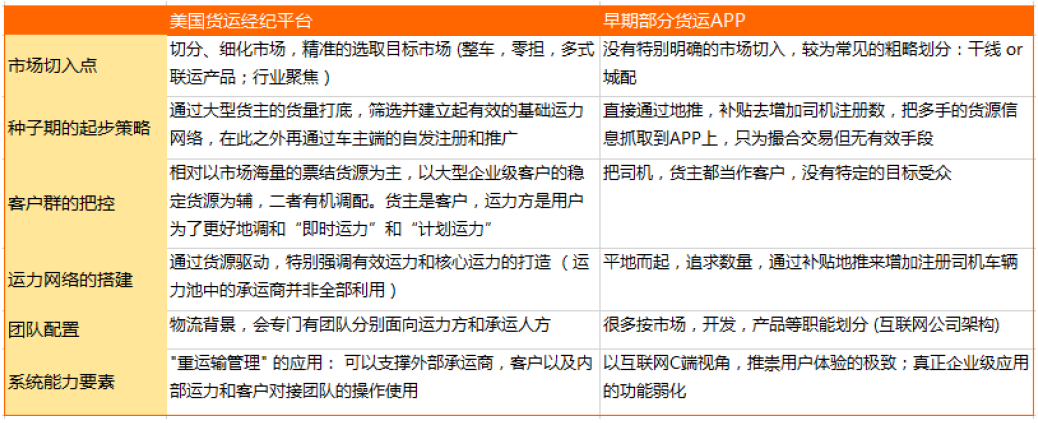 美国货运经纪平台
早期部分货运APP
市场切入点
切分、细化市场，精准的选取目标市场 (整车，零担，多式
联运产品；行业聚焦）
没有特别明确的市场切入，较为常见的粗略划分：干线 or
城配
种子期的起步策略
通过大型货主的货量打底，筛选并建立起有效的基础运力
网络，在此之外再通过车主端的自发注册和推广
直接通过地推，补贴去增加司机注册数，把多手的货源信
息抓取到APP上，只为撮合交易但无有效手段
客户群的把控
相对以市场海量的票结货源为主，以大型企业级客户的稳
定货源为辅，二者有机调配。货主是客户，运力方是用户
为了更好地调和“即时运力”和“计划运力”
把司机，货主都当作客户，没有特定的目标受众
运力网络的搭建
通过货源驱动，特别强调有效运力和核心运力的打造（运
力池中的承运商并非全部利用）
平地而起，追求数量，通过补贴地推来增加注册司机车辆
团队配置
物流背景，会专门有团队分别面向运力方和承运人方
很多按市场，开发，产品等职能划分 (互联网公司架构)
系统能力要素
"重运输管理" 的应用： 可以支撑外部承运商，客户以及内
部运力和客户对接团队的操作使用
以互联网C端视角，推崇用户体验的极致；真正企业级应用
的功能弱化